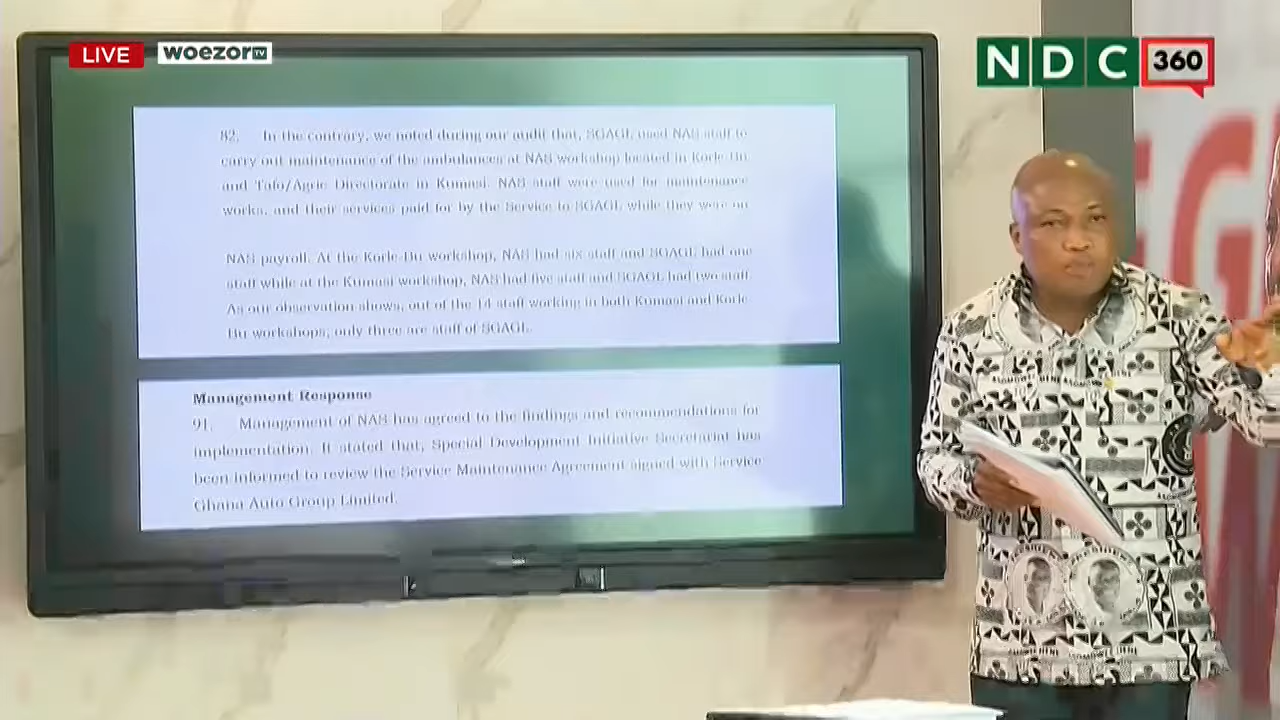 LIVE
woezor TV
NDC 360
82. In the contrary, we noted during our audit that, SGAGL used NAS staff to
carry out maintenance of the ambulances at NAS workshop located in Korle-Bu
and Tafo/Agric Directorate in Kumasi. NAS staff were used for maintenance
works, and their services paid for by the Service to SGAGL while they were on
NAS payroll. At the Korle-Bu workshop, NAS had six staff and SGAGL had one
staff while at the Kumasi workshop, NAS had five staff and SGAGL had two staff.
As our observation shows, out of the 14 staff working in both Kumasi and Korle
Bu workshops, only three are staff of SGAGL.
Management Response
91. Management of NAS has agreed to the findings and recommendations for
implementation. It stated that, Special Development Initiative Secretariat has
been informed to review the Service Maintenance Agreement signed with Service
Ghana Auto Group Limited.